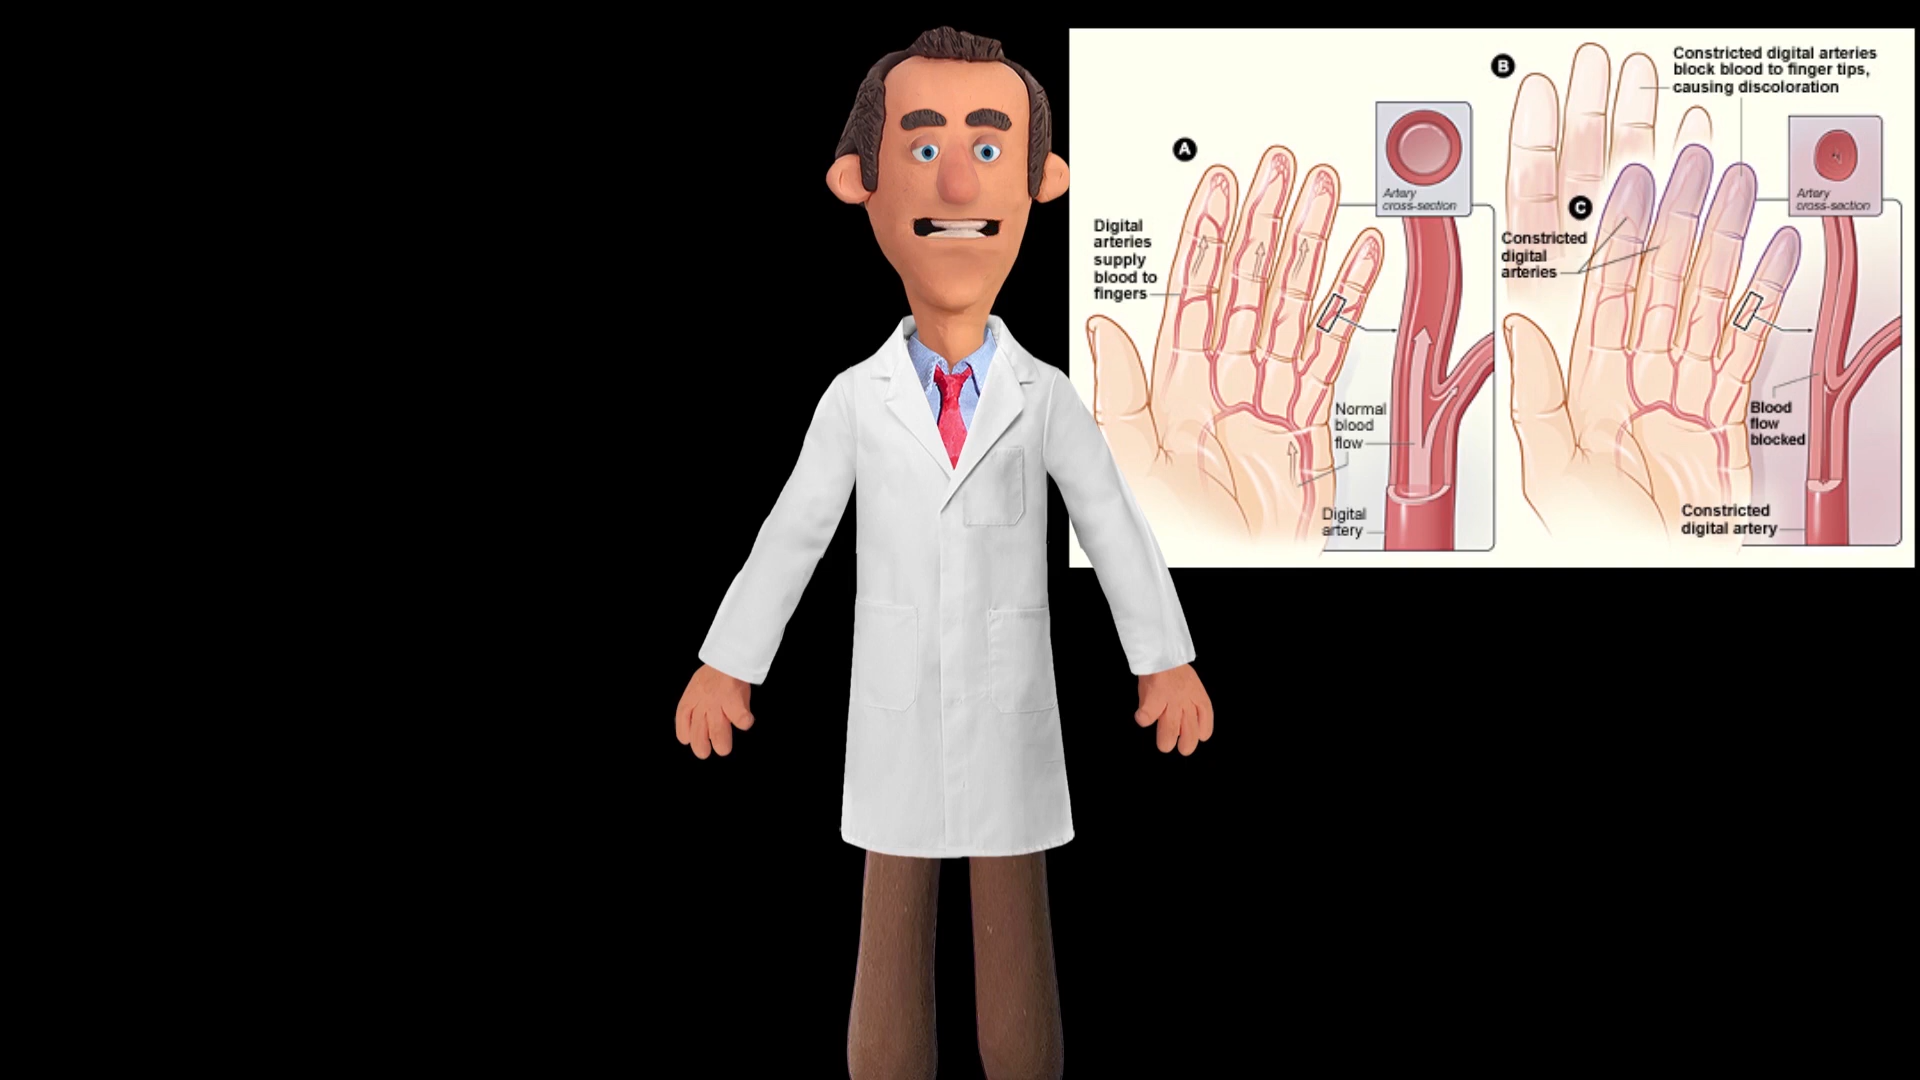 A
Digital
arteries
supply
blood to
fingers
Artery
cross-section
Normal
blood
flow
Digital
artery
B
Constricted digital arteries
block blood to finger tips,
causing discoloration
C
Constricted
digital
arteries
Artery
cross-section
Blood
flow
blocked
Constricted
digital artery